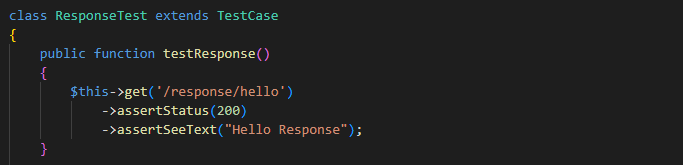 class ResponseTest extends TestCase
{
    public function testResponse()
    {
        $this->get('/response/hello')
            ->assertStatus(200)
            ->assertSeeText("Hello Response");
    }